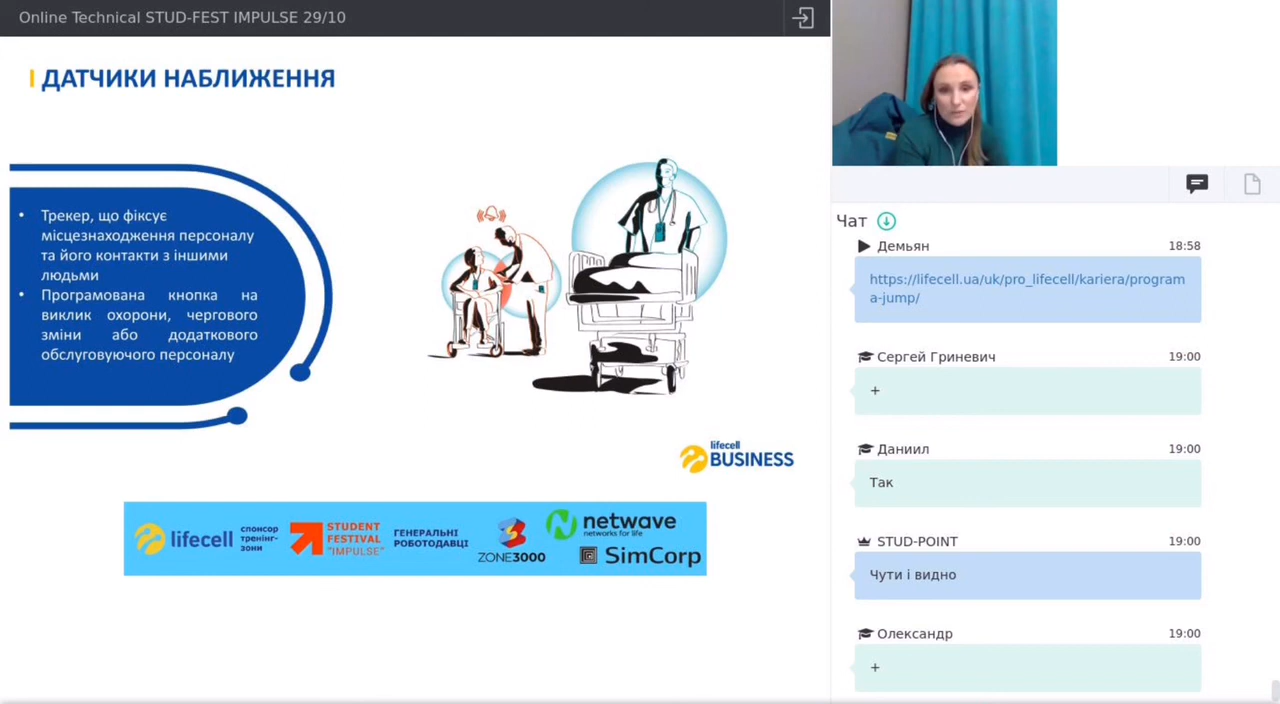 Online Technical STUD-FEST IMPULSE 29/10
ДАТЧИКИ НАБЛИЖЕННЯ
• Трекер, що фіксує
місцезнаходження персоналу
та його контакти з іншими
людьми
• Програмована кнопка на
виклик охорони, чергового
зміни або додаткового
обслуговуючого персоналу
lifecell
BUSINESS
lifecell
спонсор
тренінг-
зони
STUDENT
FESTIVAL
"IMPULSE"
ГЕНЕРАЛЬНІ
РОБОТОДАВЦІ
ZONE3000
netwave
networks for life
SimCorp
Чат
Демьян 18:58
https://lifecell.ua/uk/pro_lifecell/kariera/program
a-jump/
Сергей Гриневич 19:00
+
Даниил 19:00
Так
STUD-POINT 19:00
Чути і видно
Олександр 19:00
+